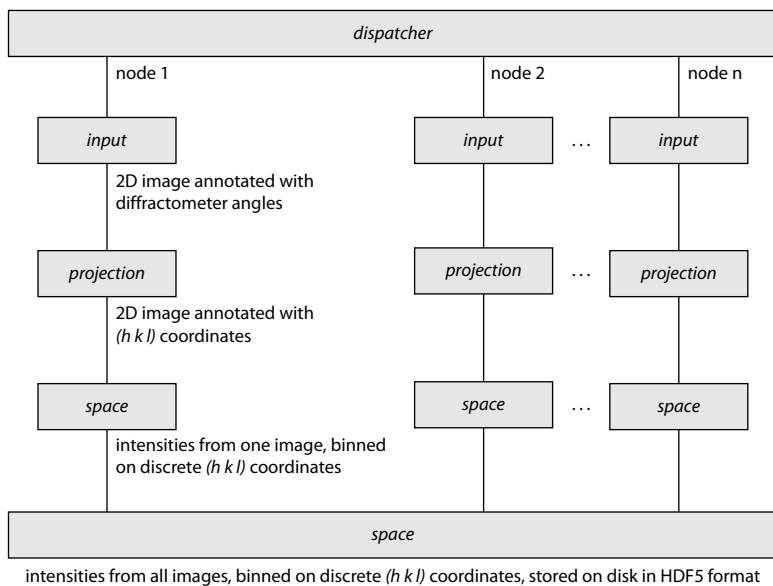 dispatcher
node 1
node 2
node n
input
input
...
input
2D image annotated with
diffractometer angles
projection
projection
...
projection
2D image annotated with
(h k l) coordinates
space
space
...
space
intensities from one image, binned
on discrete (h k l) coordinates
space
intensities from all images, binned on discrete (h k l) coordinates, stored on disk in HDF5 format